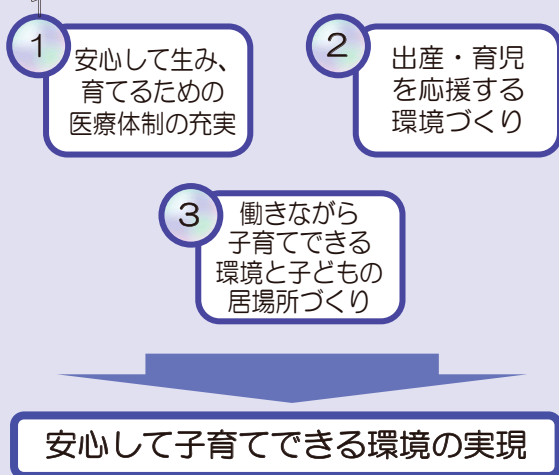 1
安心して生み、
育てるための
医療体制の充実
2
出産・育児
を応援する
環境づくり
3
働きながら
子育てできる
環境と子どもの
居場所づくり
安心して子育てできる環境の実現